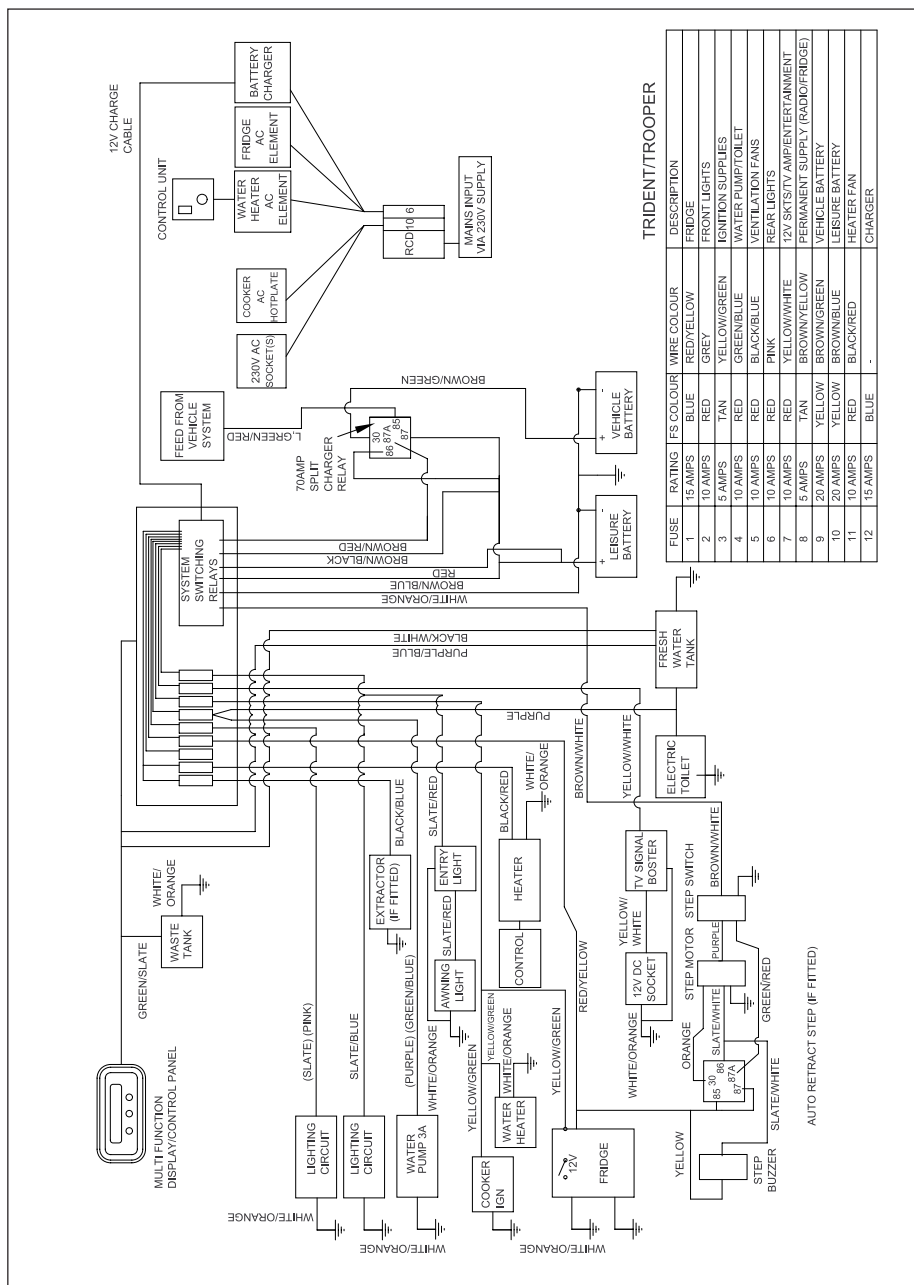 TRIDENT/TROOPER
FUSE RATING FS COLOUR WIRE COLOUR DESCRIPTION
1 15 AMPS BLUE RED/YELLOW FRIDGE
2 10 AMPS RED GREY FRONT LIGHTS
3 5 AMPS TAN YELLOW/GREEN IGNITION SUPPLIES
4 10 AMPS RED GREEN/BLUE WATER PUMP/TOILET
5 10 AMPS RED BLACK/BLUE VENTILATION FANS
6 10 AMPS RED PINK REAR LIGHTS
7 10 AMPS RED YELLOW/WHITE 12V SKTS/TV AMP/ENTERTAINMENT
8 5 AMPS TAN BROWN/YELLOW PERMANENT SUPPLY (RADIO/FRIDGE)
9 20 AMPS YELLOW BROWN/GREEN VEHICLE BATTERY
10 20 AMPS YELLOW BROWN/BLUE LEISURE BATTERY
11 10 AMPS RED BLACK/RED HEATER FAN
12 15 AMPS BLUE - CHARGER
MULTI FUNCTION
DISPLAY/CONTROL PANEL
GREEN/SLATE
WASTE
TANK
WHITE/
ORANGE
SYSTEM
SWITCHING
RELAYS
12V CHARGE
CABLE
CONTROL UNIT
BATTERY
CHARGER
FRIDGE
AC
ELEMENT
WATER
HEATER
AC
ELEMENT
COOKER
AC
HOTPLATE
230V AC
SOCKET(S)
RCD 10 6
MAINS INPUT
VIA 230V SUPPLY
FEED FROM
VEHICLE
SYSTEM
L,GREEN/RED
70AMP
SPLIT
CHARGER
RELAY
30
86 87A 85
87
BROWN/GREEN
BROWN/RED
BROWN/BLACK
RED
BROWN/BLUE
WHITE/ORANGE
+ -
LEISURE
BATTERY
+ -
VEHICLE
BATTERY
BLACK/WHITE
PURPLE/BLUE
FRESH
WATER
TANK
PURPLE
ELECTRIC
TOILET
BROWN/WHITE
YELLOW/WHITE
(SLATE) (PINK)
LIGHTING
CIRCUIT
WHITE/ORANGE
SLATE/BLUE
LIGHTING
CIRCUIT
BLACK/BLUE
EXTRACTOR
(IF FITTED)
(PURPLE) (GREEN/BLUE)
WATER
PUMP 3A
WHITE/ORANGE
SLATE/RED
ENTRY
LIGHT
SLATE/RED
AWNING
LIGHT
WHITE/ORANGE
YELLOW/GREEN
COOKER
IGN
YELLOW/GREEN
WATER
HEATER
WHITE/ORANGE
BLACK/RED
HEATER
CONTROL
WHITE/
ORANGE
YELLOW/GREEN
RED/YELLOW
12V
FRIDGE
WHITE/ORANGE
TV SIGNAL
BOSTER
YELLOW/
WHITE
12V DC
SOCKET
WHITE/ORANGE
BROWN/WHITE
STEP SWITCH
PURPLE
STEP MOTOR
SLATE/WHITE
ORANGE
GREEN/RED
30
85 86
87A
87
SLATE/WHITE
YELLOW
STEP
BUZZER
AUTO RETRACT STEP (IF FITTED)